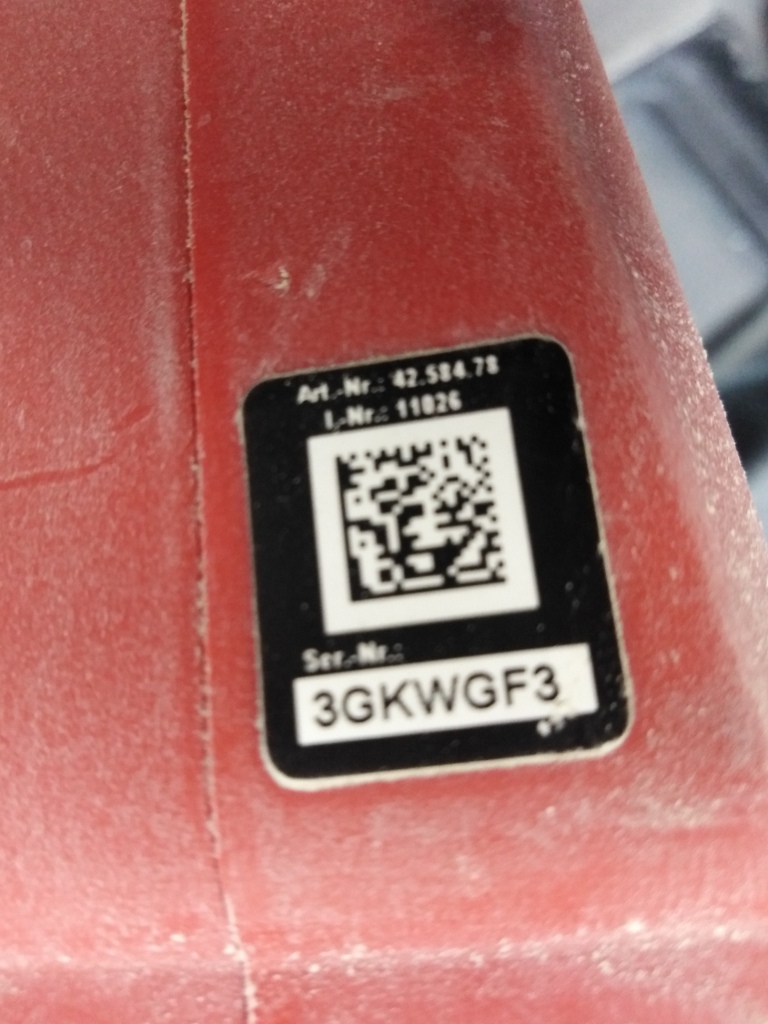 Art.-Nr.: 42.584.78
I.-Nr.: 11026
Ser.-Nr.:
3GKWGF3